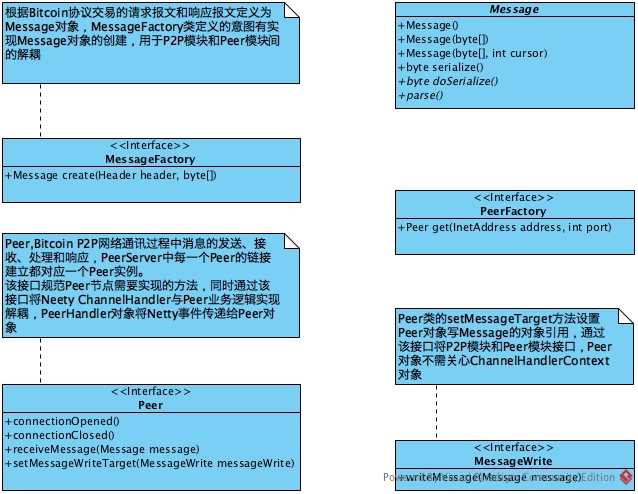 根据Bitcoin协议交易的请求报文和响应报文定义为
Message对象，MessageFactory类定义的意图有实
现Message对象的创建，用于P2P模块和Peer模块间
的解耦
<<Interface>>
MessageFactory
+Message create(Header header, byte[])
Peer,Bitcoin P2P网络通讯过程中消息的发送、接
收、处理和响应，PeerServer中每一个Peer的链接
建立都对应一个Peer实例。
该接口规范Peer节点需要实现的方法，同时通过该
接口将Neety ChannelHandler与Peer业务逻辑实现
解耦，PeerHandler对象将Netty事件传递给Peer对
象
<<Interface>>
Peer
+connectionOpened()
+connectionClosed()
+receiveMessage(Message message)
+setMessageWriteTarget(MessageWrite messageWrite)
Message
+Message()
+Message(byte[])
+Message(byte[], int cursor)
+byte serialize()
+byte doSerialize()
+parse()
<<Interface>>
PeerFactory
+Peer get(InetAddress address, int port)
Peer类的setMessageTarget方法设置
Peer对象写Message的对象引用，通过
该接口将P2P模块和Peer模块接口，Peer
对象不需关心ChannelHandlerContext
对象
<<Interface>>
MessageWrite
+writeMessage(Message message)
Powered By Visual Paradigm Community Edition